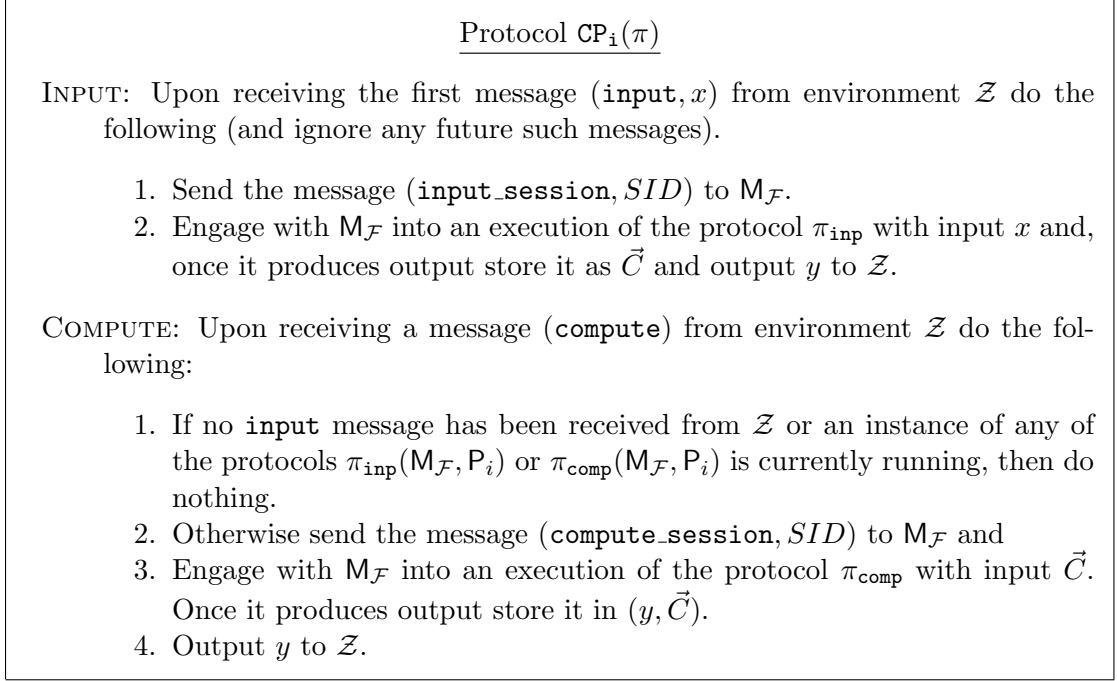 Protocol CP_i(π)
INPUT: Upon receiving the first message (input, x) from environment 𝒵 do the
following (and ignore any future such messages).
1. Send the message (input_session, SID) to M_ℱ.
2. Engage with M_ℱ into an execution of the protocol π_inp with input x and,
once it produces output store it as C⃗ and output y to 𝒵.
COMPUTE: Upon receiving a message (compute) from environment 𝒵 do the fol-
lowing:
1. If no input message has been received from 𝒵 or an instance of any of
the protocols π_inp(M_ℱ, P_i) or π_comp(M_ℱ, P_i) is currently running, then do
nothing.
2. Otherwise send the message (compute_session, SID) to M_ℱ and
3. Engage with M_ℱ into an execution of the protocol π_comp with input C⃗.
Once it produces output store it in (y, C⃗).
4. Output y to 𝒵.